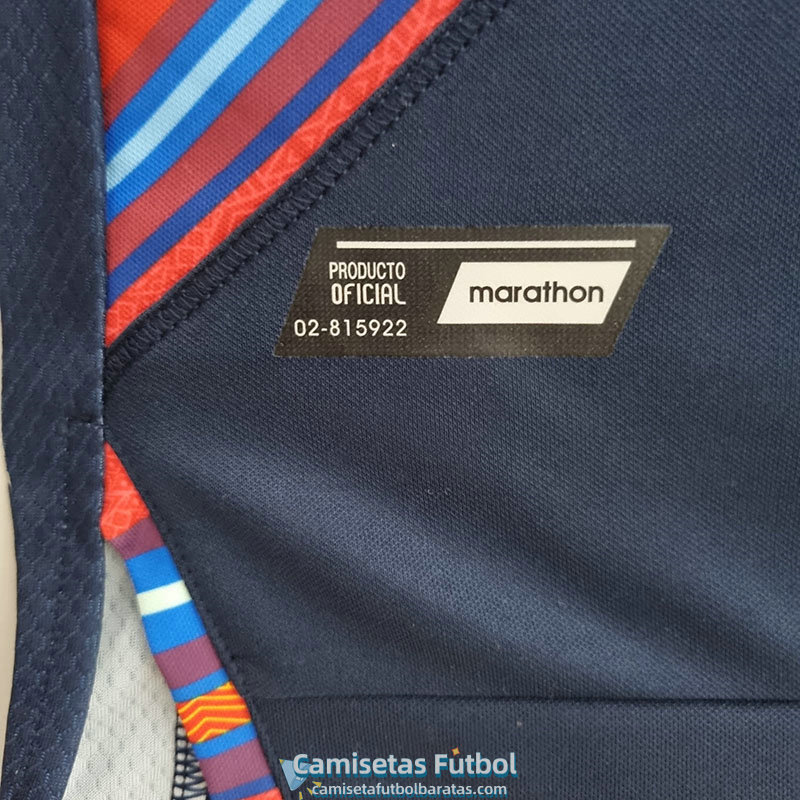 PRODUCTO
OFICIAL
02-815922
marathon
Camisetas Futbol
camisetafutbolbaratas.com